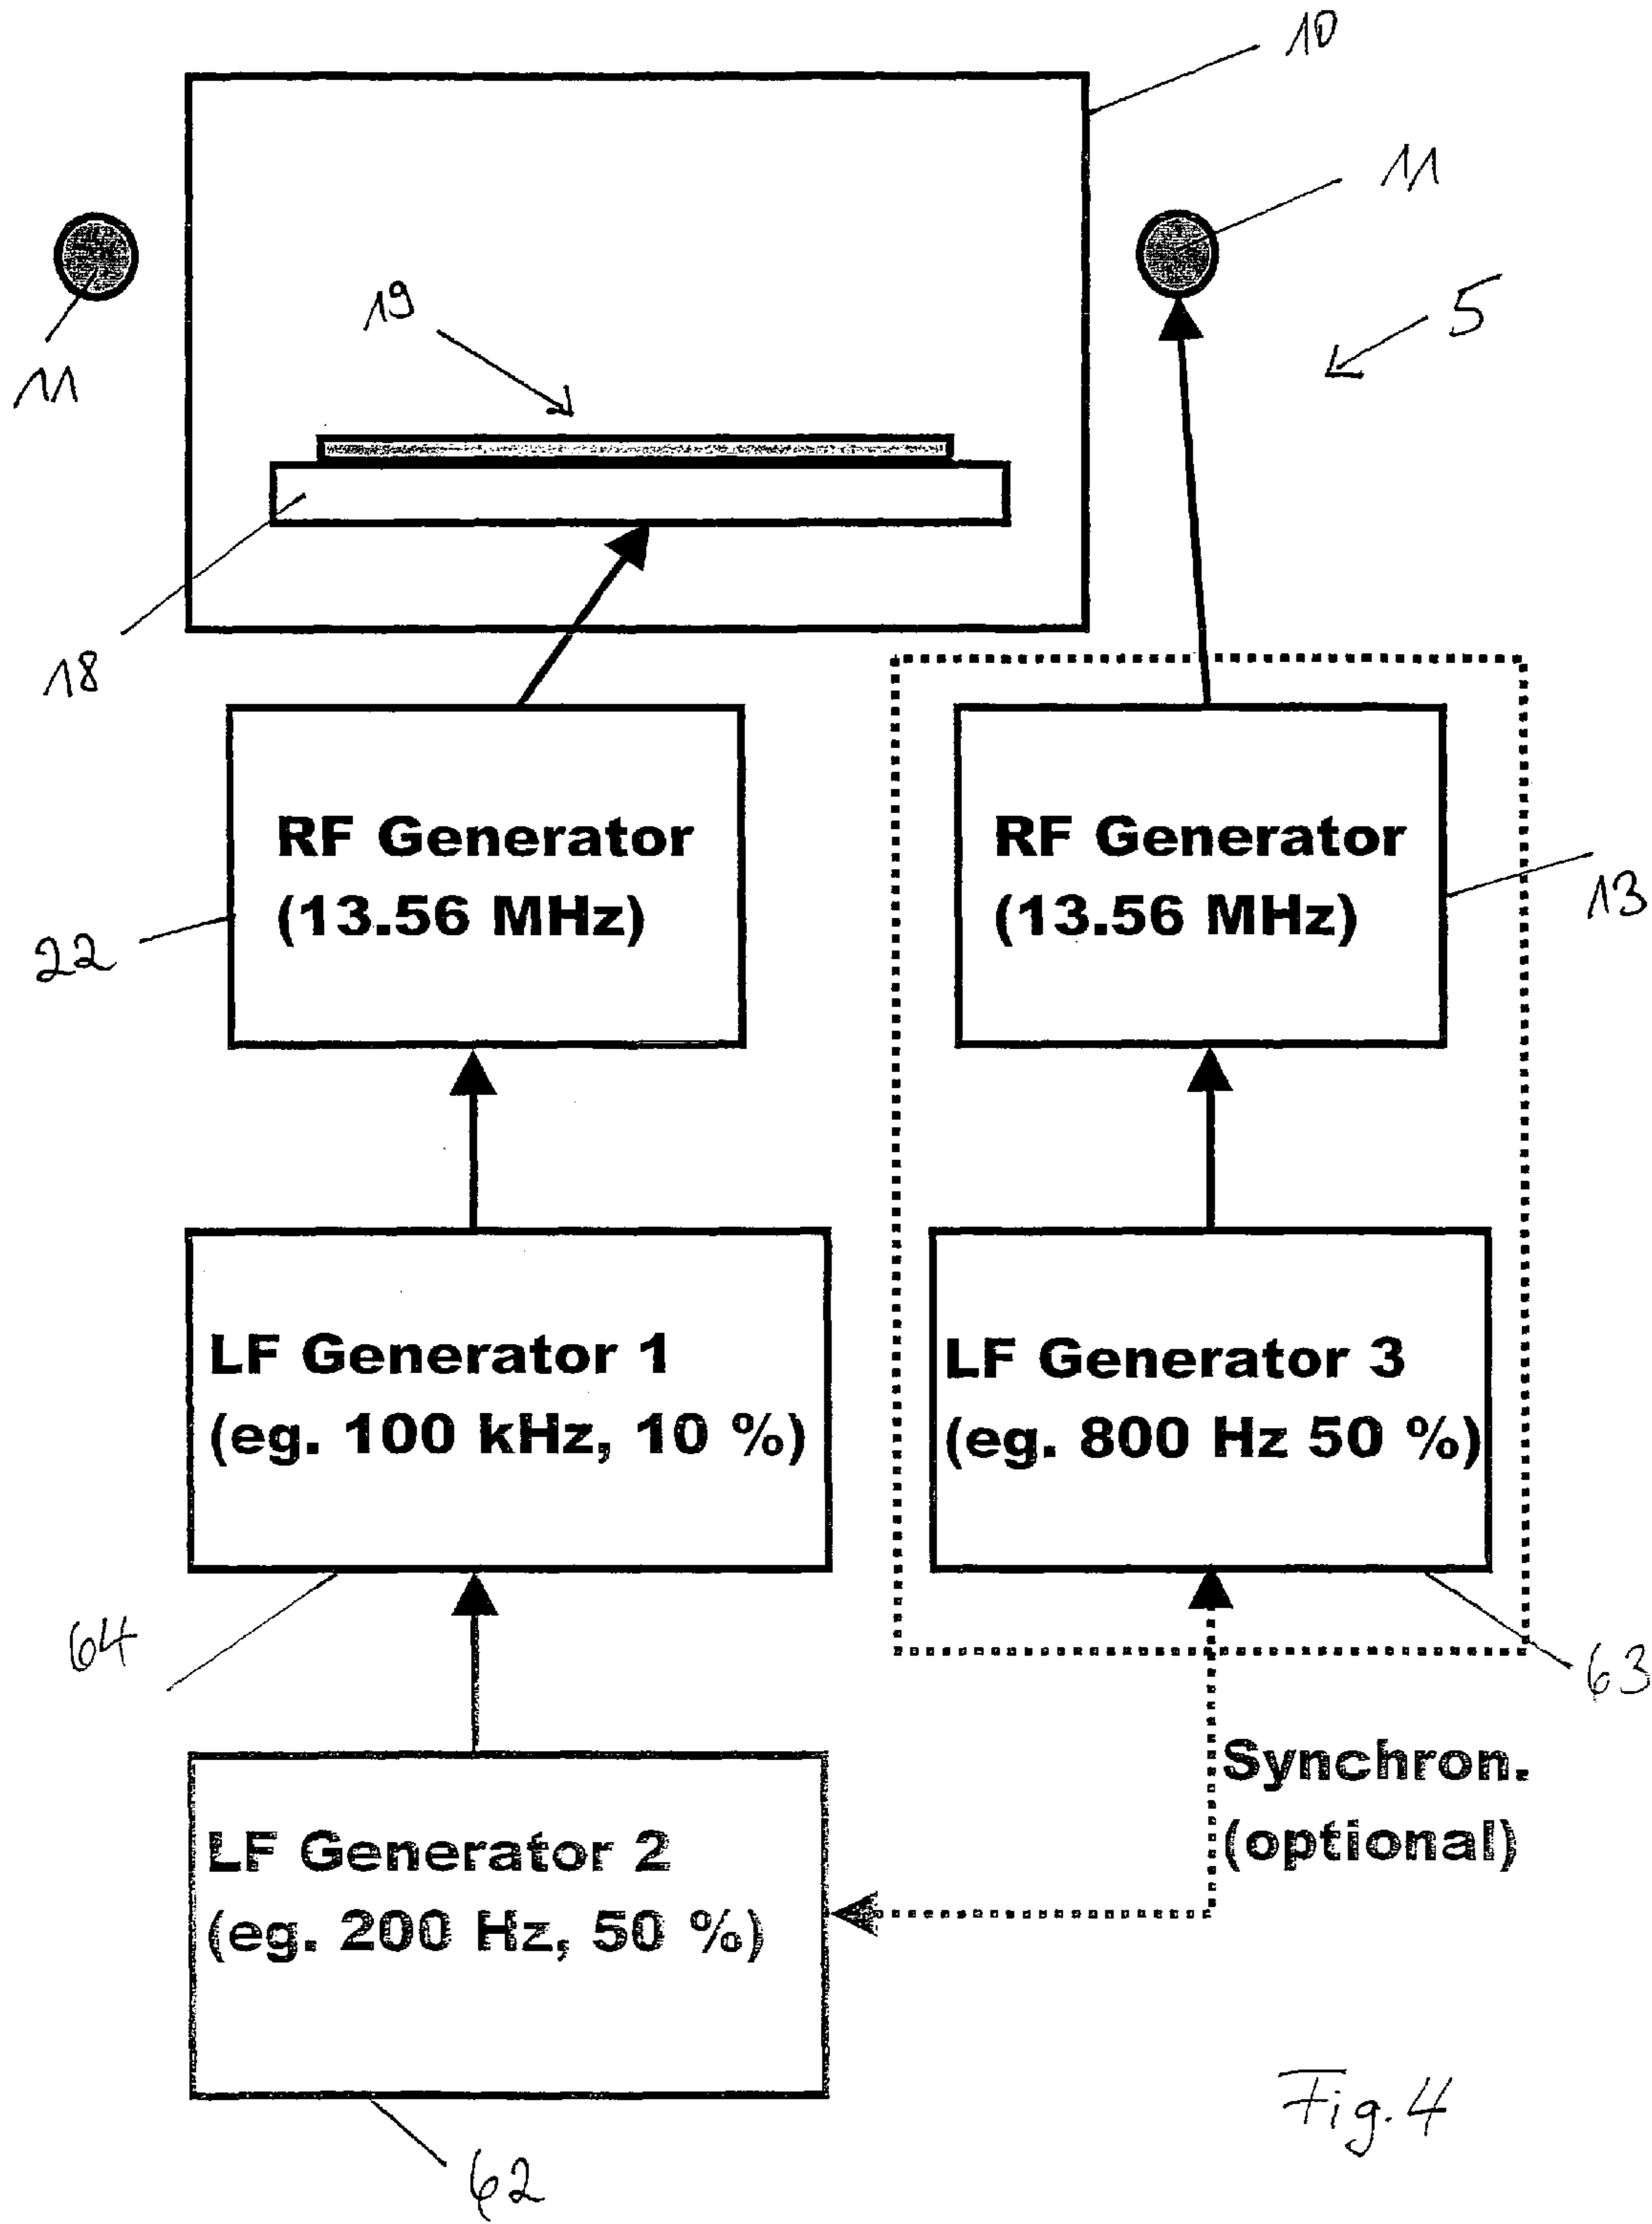 10
11
11
5
19
18
RF Generator
(13.56 MHz)
22
RF Generator
(13.56 MHz)
13
LF Generator 1
(eg. 100 kHz, 10 %)
64
LF Generator 3
(eg. 800 Hz 50 %)
63
Synchron.
(optional)
LF Generator 2
(eg. 200 Hz, 50 %)
62
Fig. 4